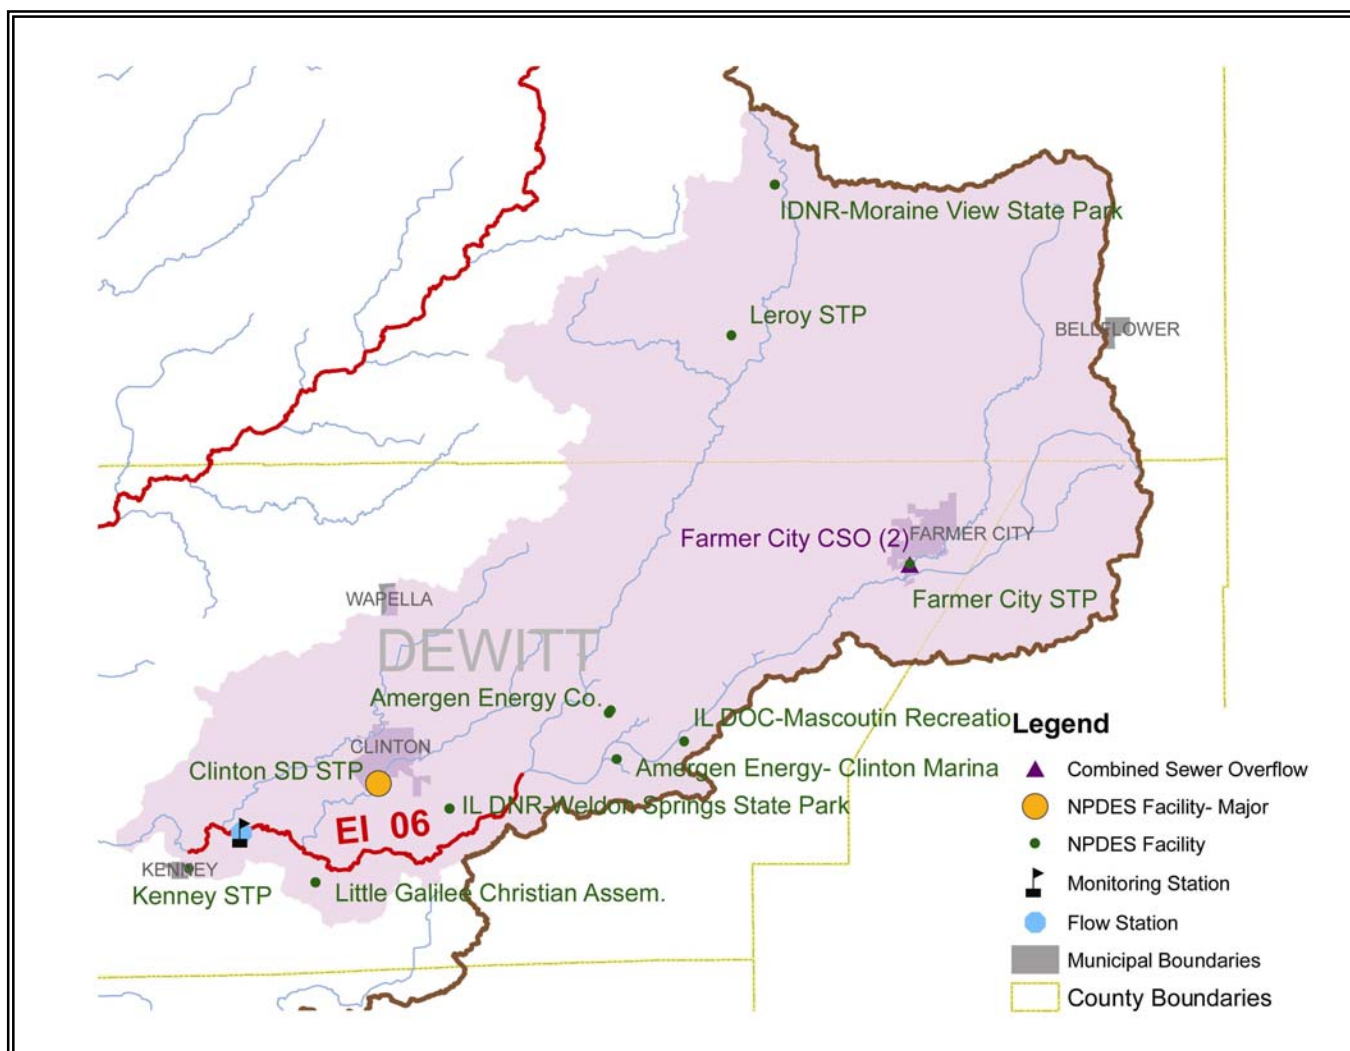 IDNR-Moraine View State Park
Leroy STP
BELLFLOWER
Farmer City CSO (2)
FARMER CITY
Farmer City STP
WAPELLA
DEWITT
Amergen Energy Co.
IL DOC-Mascoutin Recreatio
CLINTON
Clinton SD STP
Amergen Energy- Clinton Marina
IL DNR-Weldon Springs State Park
EI 06
KENNEY
Kenney STP
Little Galilee Christian Assem.
Legend
Combined Sewer Overflow
NPDES Facility- Major
NPDES Facility
Monitoring Station
Flow Station
Municipal Boundaries
County Boundaries